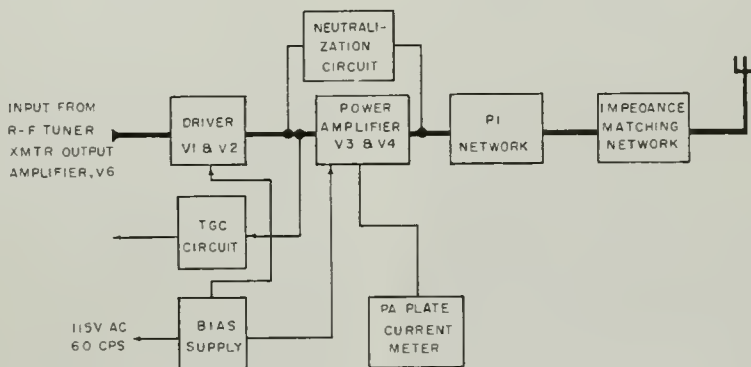 NEUTRALI-
ZATION
CIRCUIT
INPUT FROM
R-F TUNER
XMTR OUTPUT
AMPLIFIER, V6
DRIVER
V1 & V2
POWER
AMPLIFIER
V3 & V4
PI
NETWORK
IMPEDANCE
MATCHING
NETWORK
TGC
CIRCUIT
115V AC
60 CPS
BIAS
SUPPLY
PA PLATE
CURRENT
METER